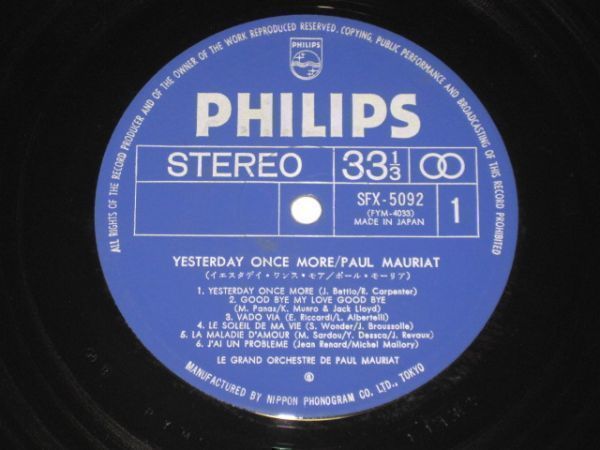 ALL RIGHTS OF THE RECORD PRODUCER AND OF THE OWNER OF THE WORK REPRODUCED RESERVED. COPYING, PUBLIC PERFORMANCE AND BROADCASTING OF THIS RECORD PROHIBITED
PHILIPS
PHILIPS
STEREO 33 1/3
SFX-5092
(FYM-4033)
MADE IN JAPAN
1
YESTERDAY ONCE MORE/PAUL MAURIAT
(イエスタデイ・ワンス・モア/ポール・モーリア)
1. YESTERDAY ONCE MORE (J. Bettio/R. Carpenter)
2. GOOD BYE MY LOVE GOOD BYE
(M. Panas/K. Munro & Jack Lloyd)
3. VADO VIA (E. Riccardi/L. Albertelli)
4. LE SOLEIL DE MA VIE (S. Wonder/J. Broussolle)
5. LA MALADIE D'AMOUR (M. Sardou/Y. Dessca/J. Revaux)
6. J'AI UN PROBLEME (Jean Renard/Michel Mallory)
LE GRAND ORCHESTRE DE PAUL MAURIAT
MANUFACTURED BY NIPPON PHONOGRAM CO. LTD., TOKYO